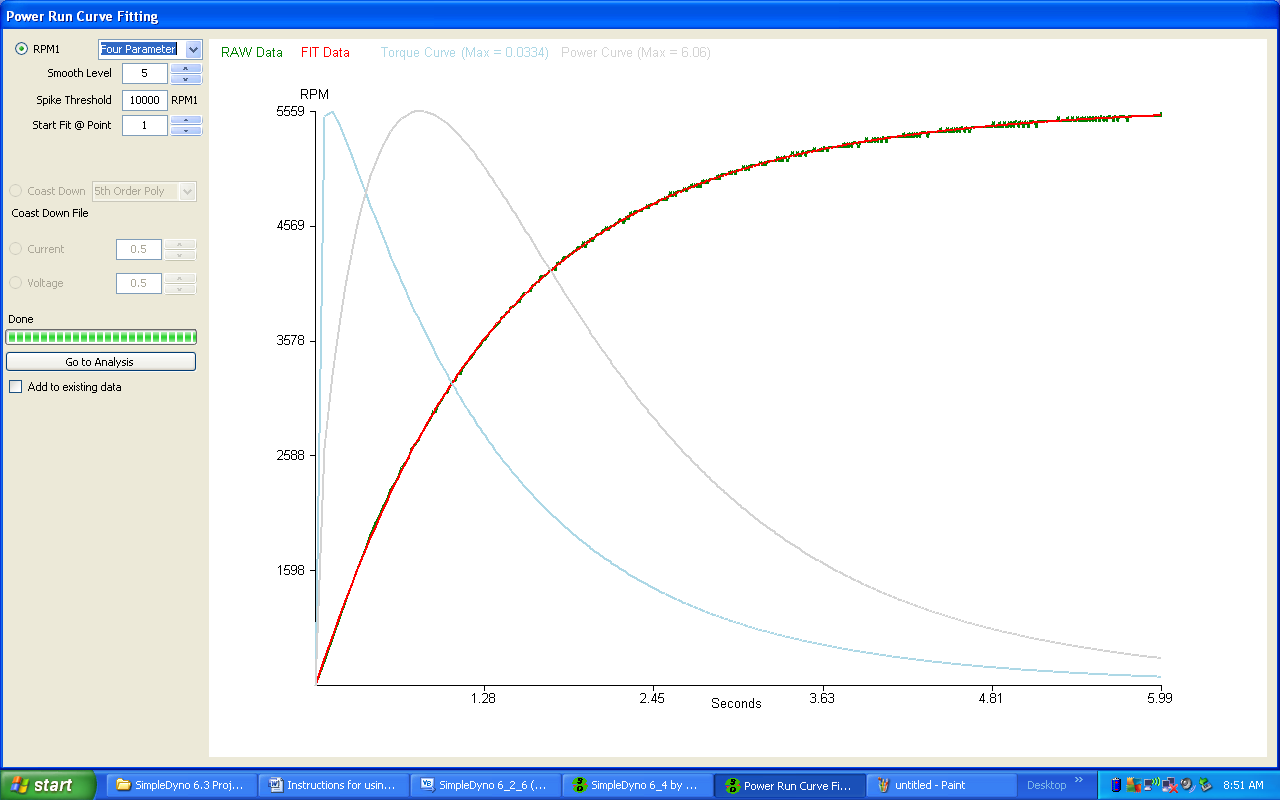 Power Run Curve Fitting
RPM1 Four Parameter
Smooth Level 5
Spike Threshold 10000 RPM1
Start Fit @ Point 1
Coast Down 5th Order Poly
Coast Down File
Current 0.5
Voltage 0.5
Done
Go to Analysis
Add to existing data
RAW Data FIT Data Torque Curve (Max = 0.0334) Power Curve (Max = 6.06)
RPM
5559
4569
3578
2588
1598
1.28 2.45 3.63 4.81 5.99
Seconds
start SimpleDyno 6.3 Proj... Instructions for usin... SimpleDyno 6_2_6 (... SimpleDyno 6_4 by ... Power Run Curve Fi... untitled - Paint Desktop » 8:51 AM